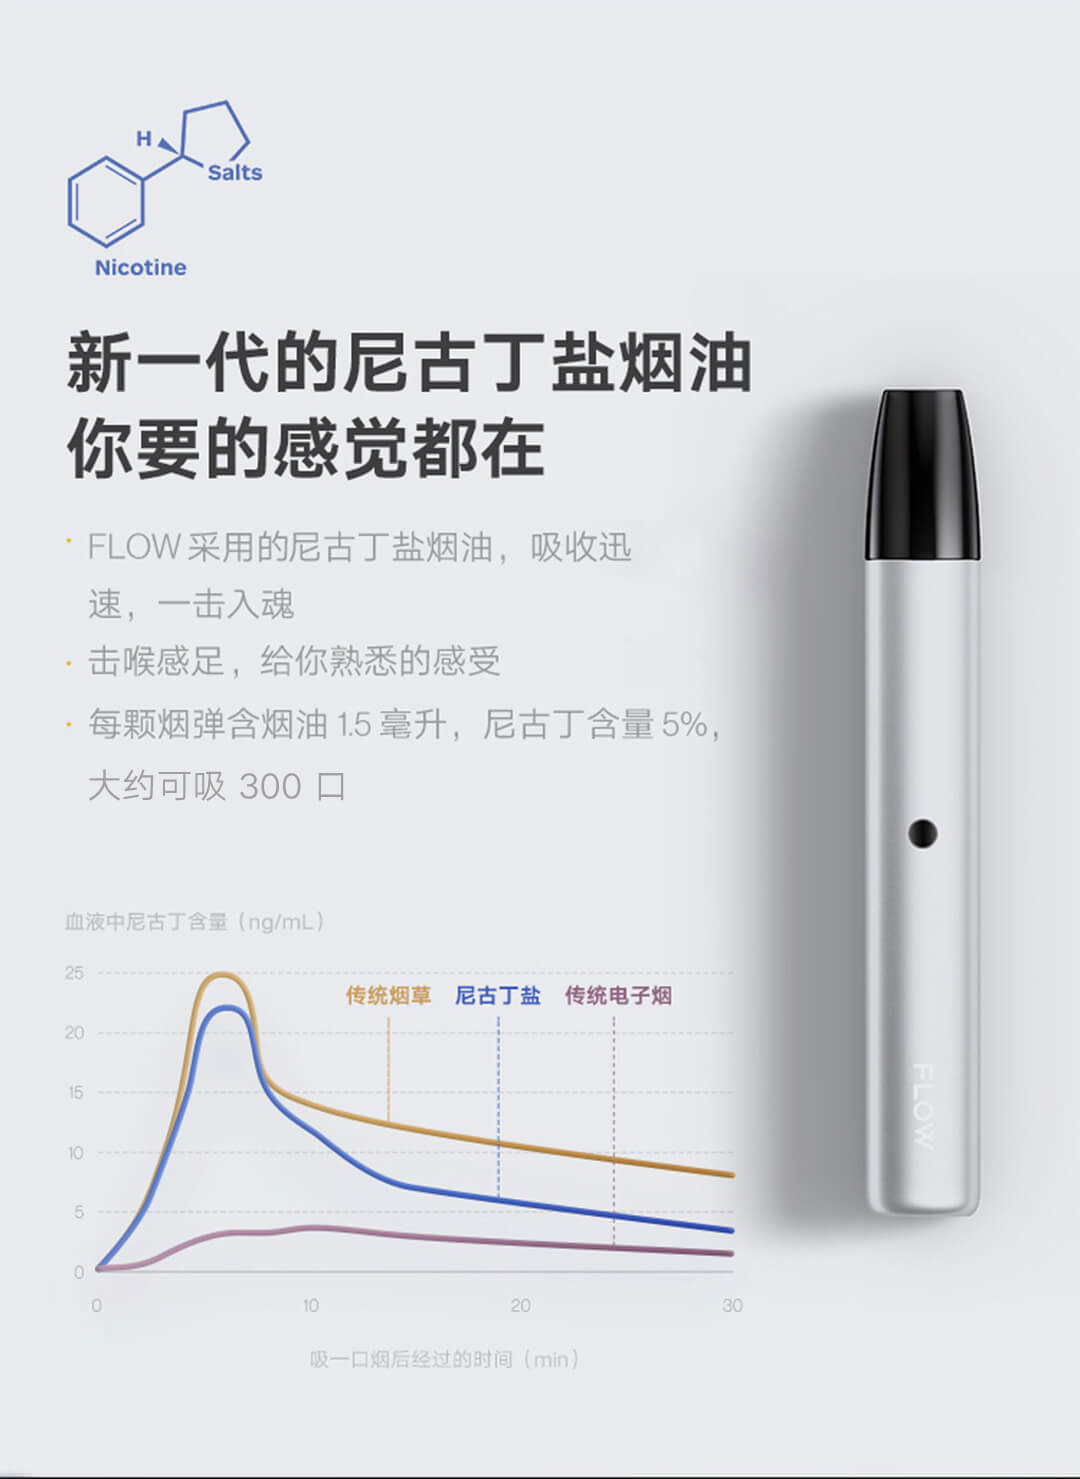 H
Salts
Nicotine
新一代的尼古丁盐烟油
你要的感觉都在
· FLOW 采用的尼古丁盐烟油，吸收迅
速，一击入魂
· 击喉感足，给你熟悉的感受
· 每颗烟弹含烟油 1.5 毫升，尼古丁含量 5%，
大约可吸 300 口
血液中尼古丁含量（ng/mL）
25
传统烟草 尼古丁盐 传统电子烟
20
15
10
5
0
0 10 20 30
吸一口烟后经过的时间（min）
FLOW